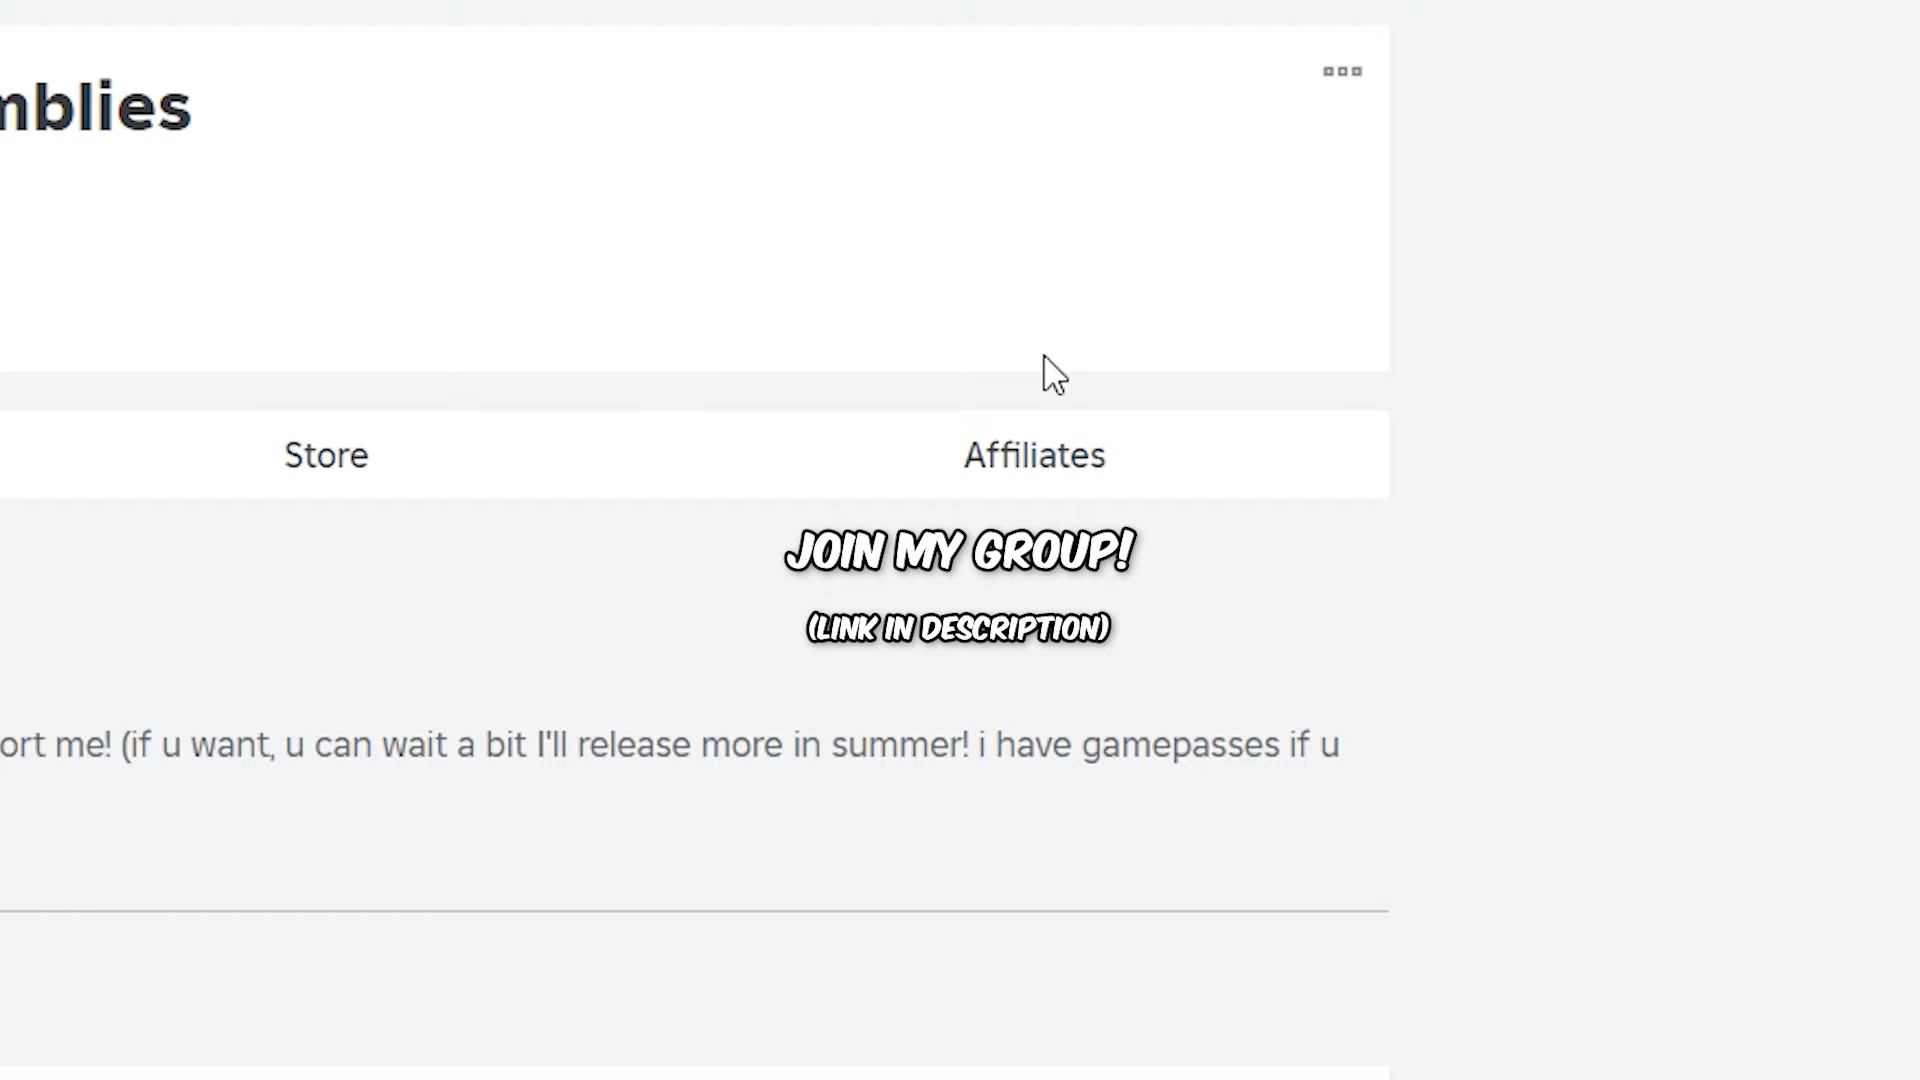 mblies
Store
Affiliates
JOIN MY GROUP!
(LINK IN DESCRIPTION)
ort me! (if u want, u can wait a bit I'll release more in summer! i have gamepasses if u